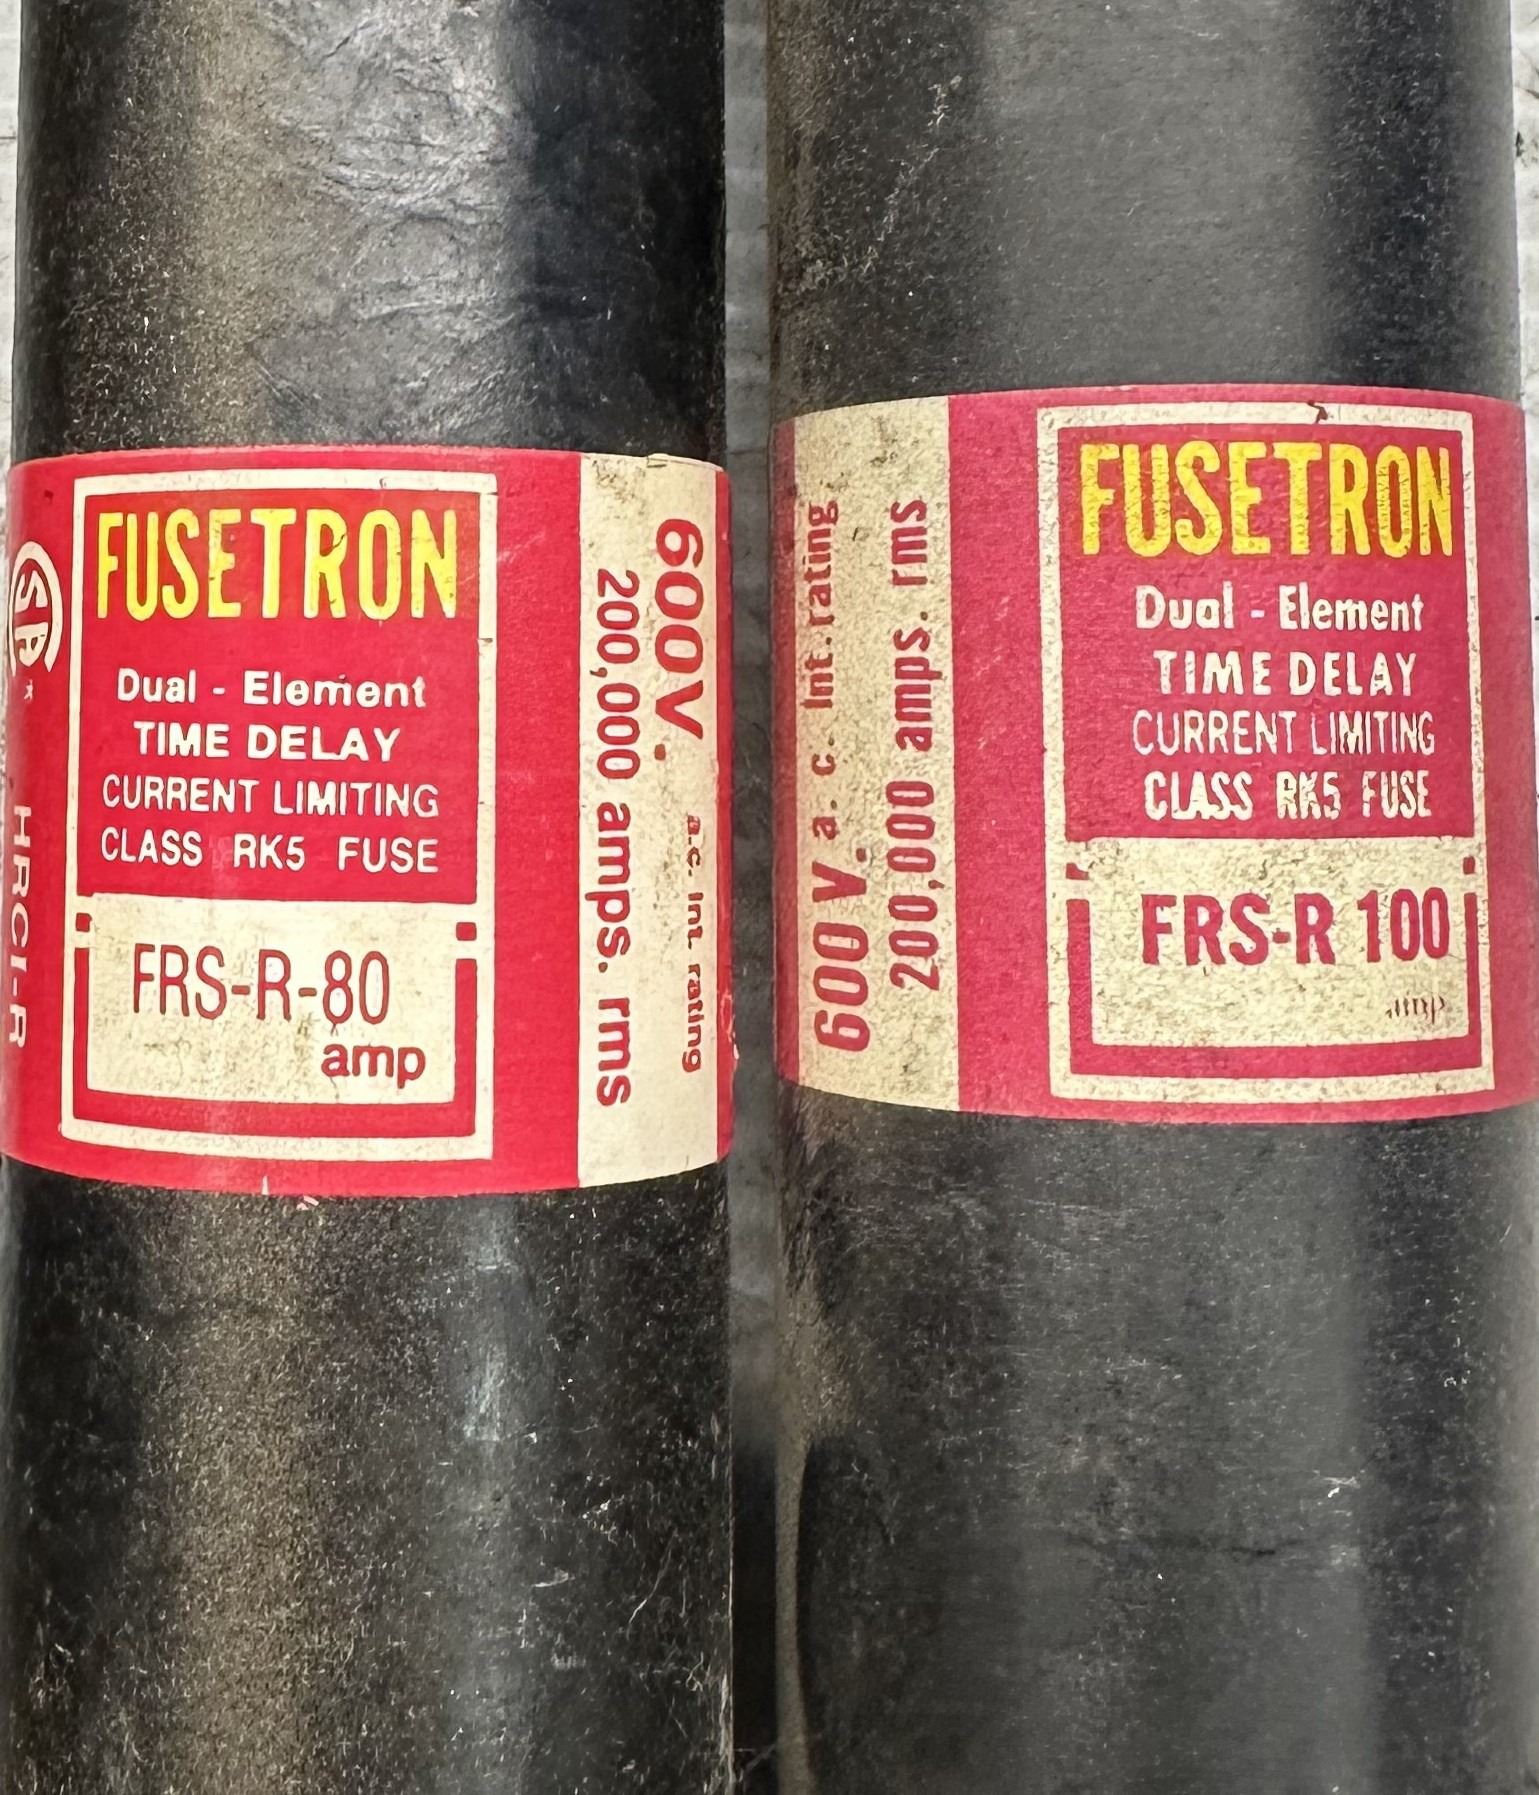 FUSETRON
Dual - Element
TIME DELAY
CURRENT LIMITING
CLASS RK5 FUSE
FRS-R-80
amp
HRCI-R
600V. a.c. Int. rating
200,000 amps. rms
600 V. a. c. Int. rating
200,000 amps. rms
FUSETRON
Dual - Element
TIME DELAY
CURRENT LIMITING
CLASS RK5 FUSE
FRS-R 100
amp